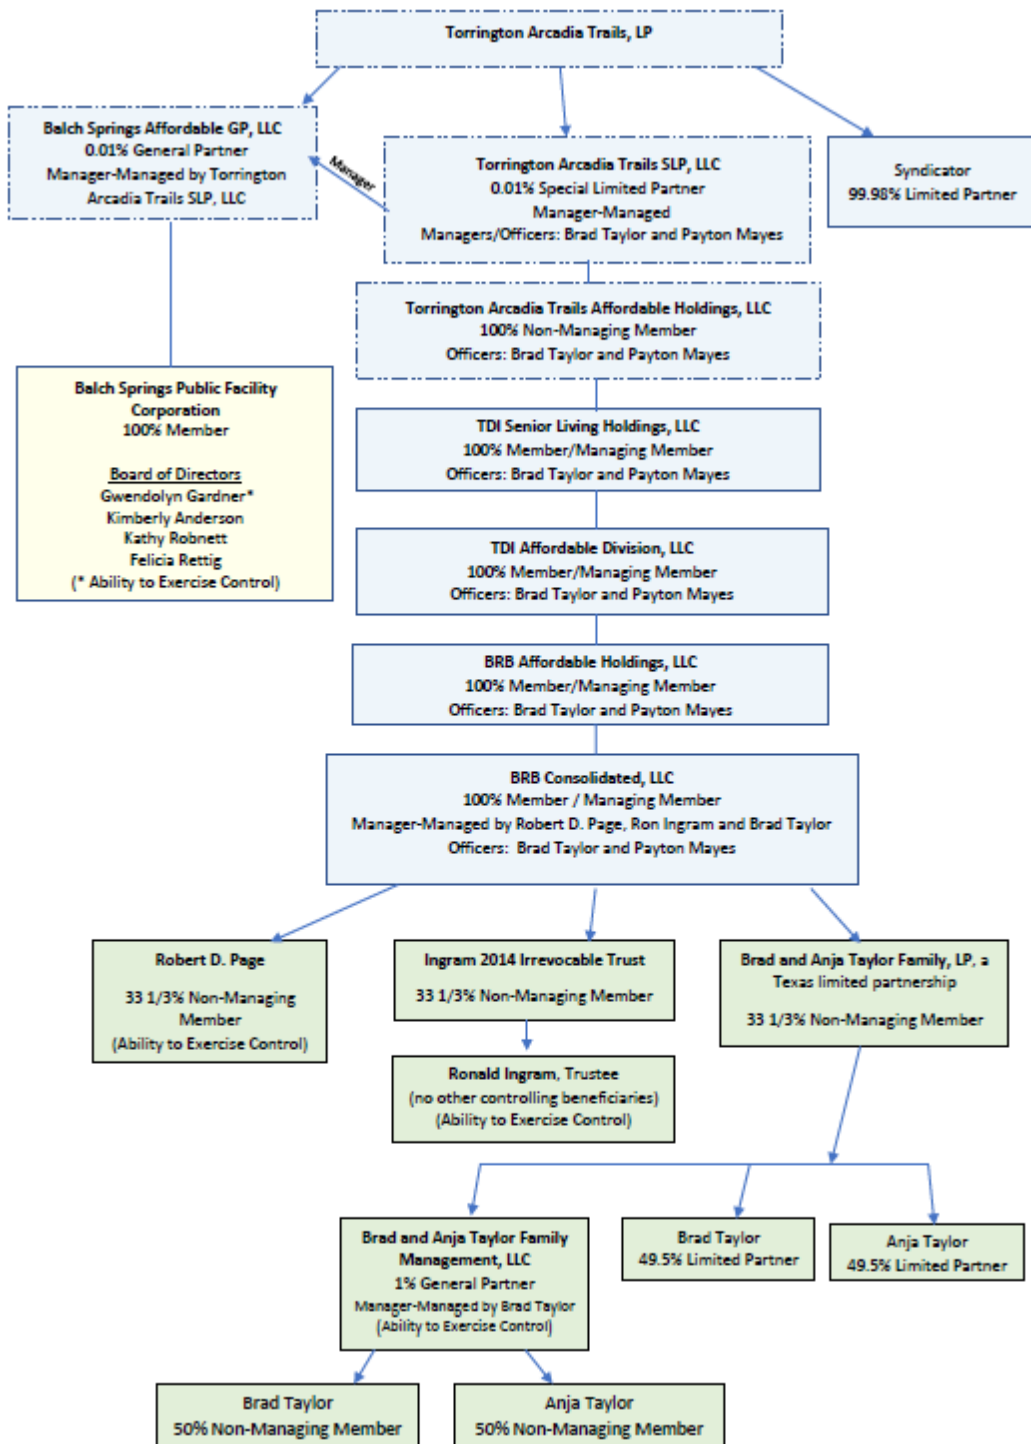 Torrington Arcadia Trails, LP
Balch Springs Affordable GP, LLC
0.01% General Partner
Manager-Managed by Torrington
Arcadia Trails SLP, LLC
Manager
Torrington Arcadia Trails SLP, LLC
0.01% Special Limited Partner
Manager-Managed
Managers/Officers: Brad Taylor and Payton Mayes
Syndicator
99.98% Limited Partner
Torrington Arcadia Trails Affordable Holdings, LLC
100% Non-Managing Member
Officers: Brad Taylor and Payton Mayes
Balch Springs Public Facility
Corporation
100% Member
Board of Directors
Gwendolyn Gardner*
Kimberly Anderson
Kathy Robnett
Felicia Rettig
(* Ability to Exercise Control)
TDI Senior Living Holdings, LLC
100% Member/Managing Member
Officers: Brad Taylor and Payton Mayes
TDI Affordable Division, LLC
100% Member/Managing Member
Officers: Brad Taylor and Payton Mayes
BRB Affordable Holdings, LLC
100% Member/Managing Member
Officers: Brad Taylor and Payton Mayes
BRB Consolidated, LLC
100% Member / Managing Member
Manager-Managed by Robert D. Page, Ron Ingram and Brad Taylor
Officers: Brad Taylor and Payton Mayes
Robert D. Page
33 1/3% Non-Managing
Member
(Ability to Exercise Control)
Ingram 2014 Irrevocable Trust
33 1/3% Non-Managing Member
Brad and Anja Taylor Family, LP, a
Texas limited partnership
33 1/3% Non-Managing Member
Ronald Ingram, Trustee
(no other controlling beneficiaries)
(Ability to Exercise Control)
Brad and Anja Taylor Family
Management, LLC
1% General Partner
Manager-Managed by Brad Taylor
(Ability to Exercise Control)
Brad Taylor
49.5% Limited Partner
Anja Taylor
49.5% Limited Partner
Brad Taylor
50% Non-Managing Member
Anja Taylor
50% Non-Managing Member